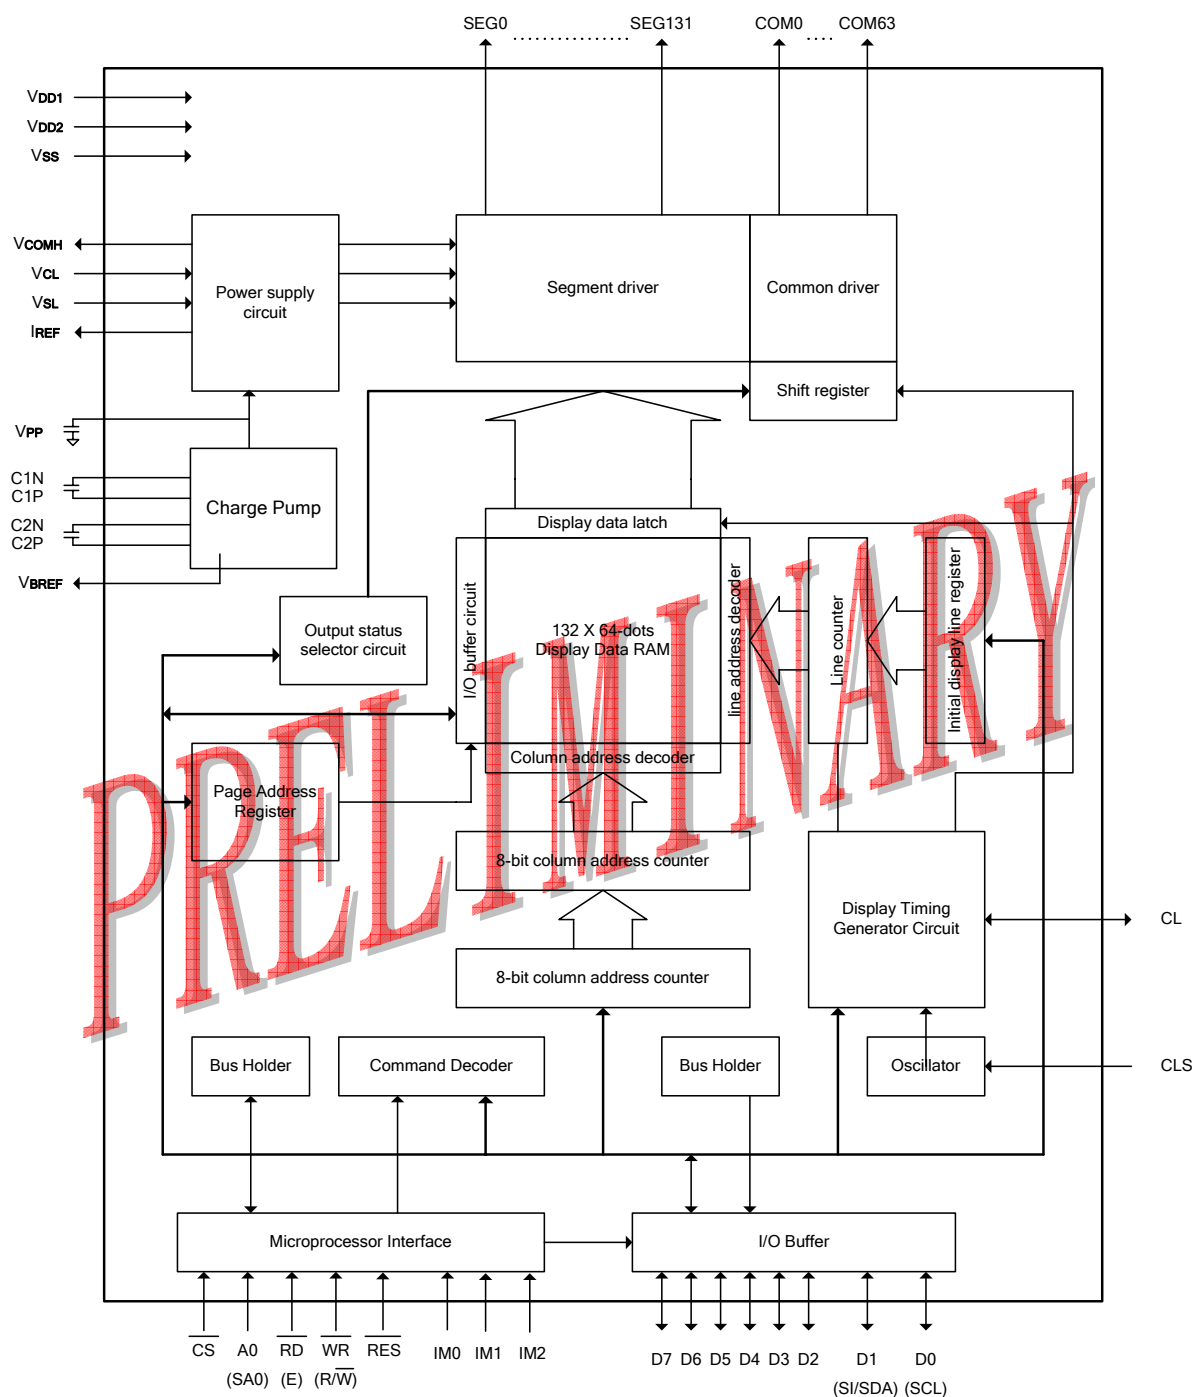 SEG0 ................ SEG131 COM0 .... COM63
VDD1
VDD2
VSS
VCOMH
VCL
VSL
IREF
Power supply
circuit
Segment driver
Common driver
Shift register
VPP
C1N
C1P
C2N
C2P
VBREF
Charge Pump
Display data latch
Output status
selector circuit
I/O buffer circuit
132 X 64-dots
Display Data RAM
line address decoder
Line counter
Initial display line register
Column address decoder
Page Address
Register
8-bit column address counter
8-bit column address counter
Display Timing
Generator Circuit
CL
Bus Holder
Command Decoder
Bus Holder
Oscillator
CLS
Microprocessor Interface
I/O Buffer
C̅S̅ A0 R̅D̅ W̅R̅ R̅E̅S̅ IM0 IM1 IM2 D7 D6 D5 D4 D3 D2 D1 D0
(SA0) (E) (R/W̅) (SI/SDA) (SCL)
PRELIMINARY